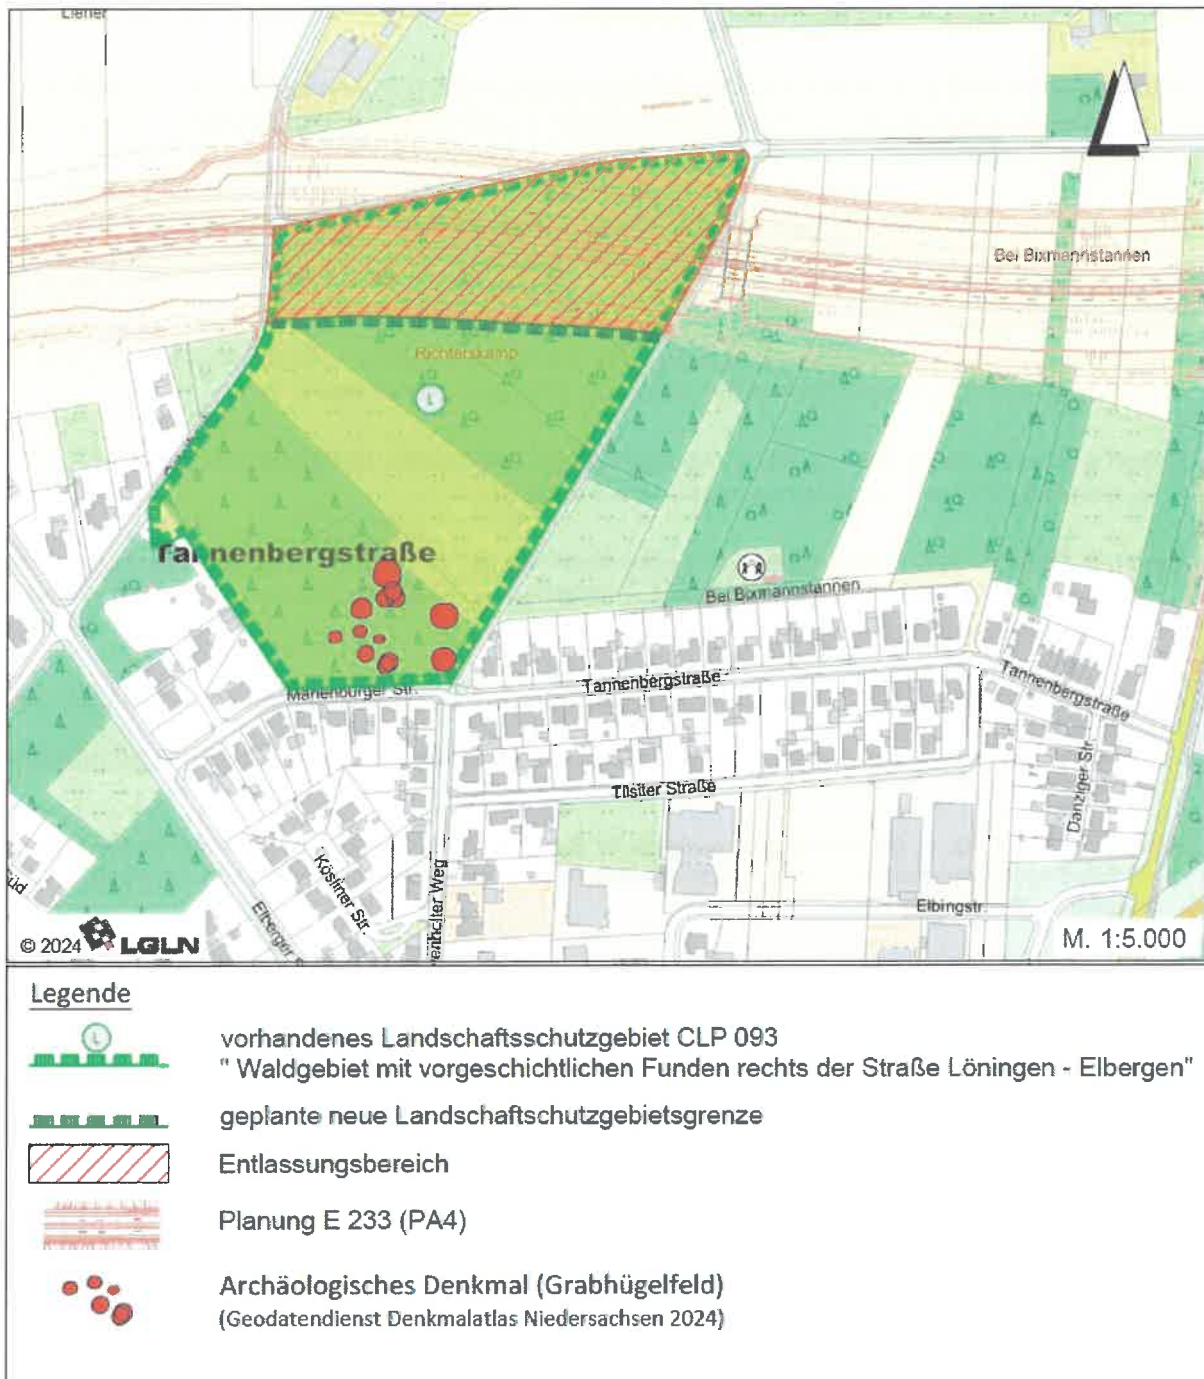 Liener
Bei Bixmannstannen
Richterskamp
L
Tannenbergstraße
Bei Bixmannstannen
Marienburger Str.
Tannenbergstraße
Tannenbergstraße
Tilsiter Straße
Danziger Str.
Kösliner Str.
Elberger
Elbingstr.
© 2024 LGLN
M. 1:5.000
Legende
L
vorhandenes Landschaftsschutzgebiet CLP 093
" Waldgebiet mit vorgeschichtlichen Funden rechts der Straße Löningen - Elbergen"
geplante neue Landschaftschutzgebietsgrenze
Entlassungsbereich
Planung E 233 (PA4)
Archäologisches Denkmal (Grabhügelfeld)
(Geodatendienst Denkmalatlas Niedersachsen 2024)